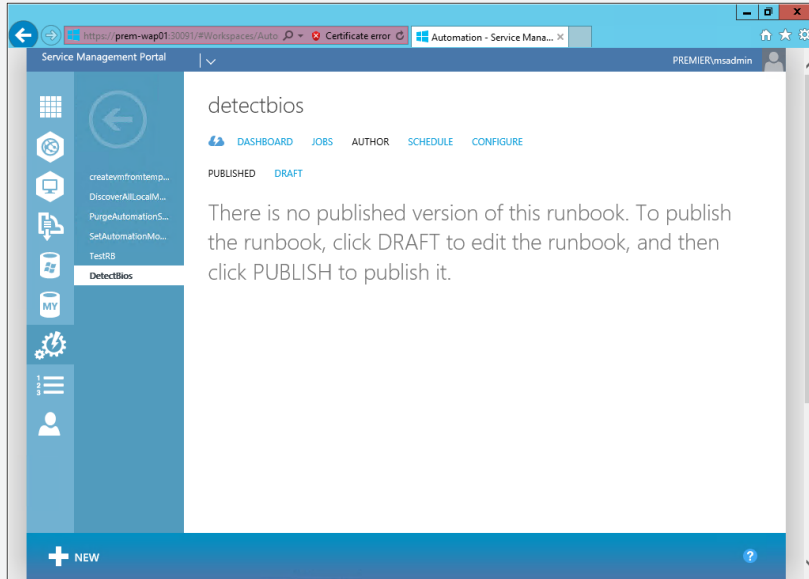 https://prem-wap01:30091/#Workspaces/Auto
Certificate error
Automation - Service Mana...
Service Management Portal
PREMIER\msadmin
detectbios
DASHBOARD JOBS AUTHOR SCHEDULE CONFIGURE
PUBLISHED DRAFT
createvmfromtemp...
DiscoverAllLocalM...
PurgeAutomationS...
SetAutomationMo...
TestRB
DetectBios
There is no published version of this runbook. To publish
the runbook, click DRAFT to edit the runbook, and then
click PUBLISH to publish it.
MY
1
2
3
NEW
?